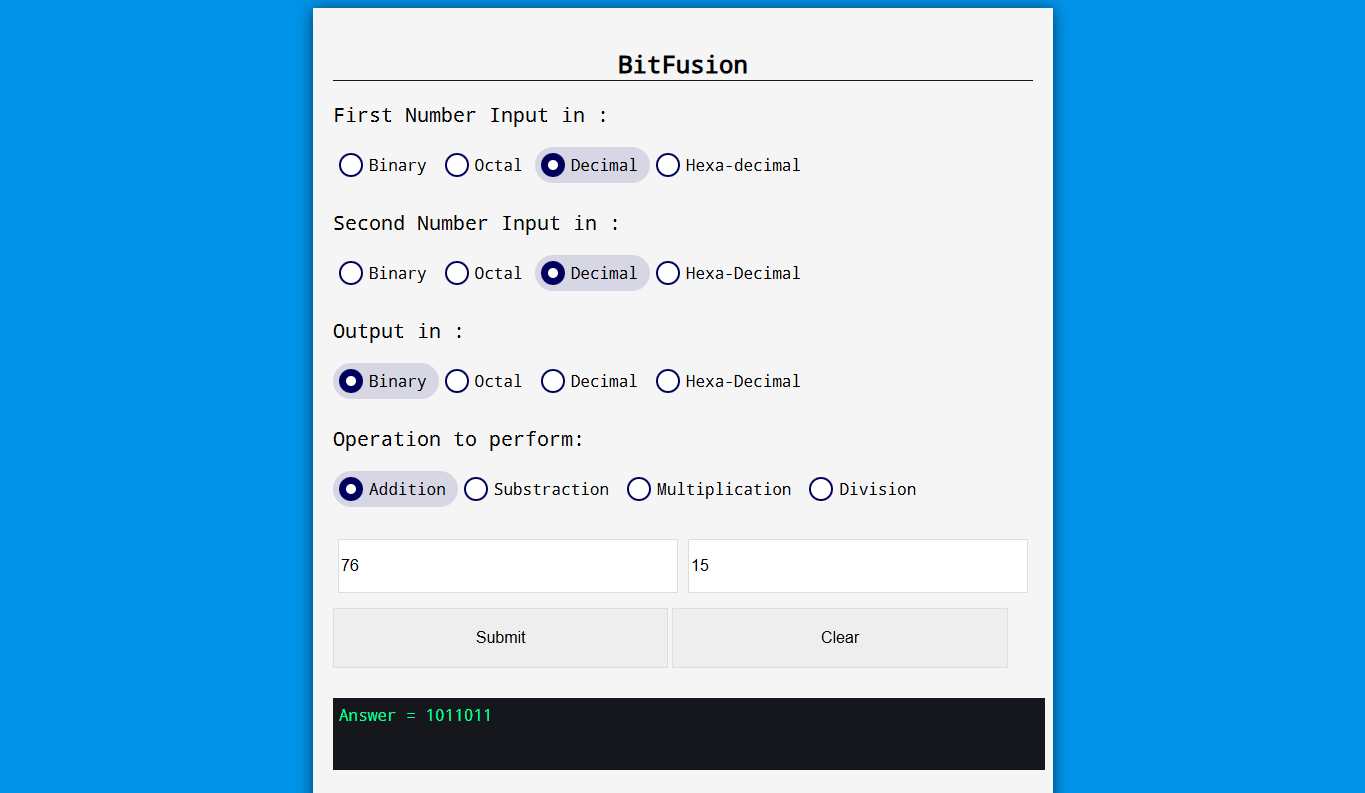 BitFusion
First Number Input in :
Binary Octal Decimal Hexa-decimal
Second Number Input in :
Binary Octal Decimal Hexa-Decimal
Output in :
Binary Octal Decimal Hexa-Decimal
Operation to perform:
Addition Substraction Multiplication Division
76 15
Submit Clear
Answer = 1011011